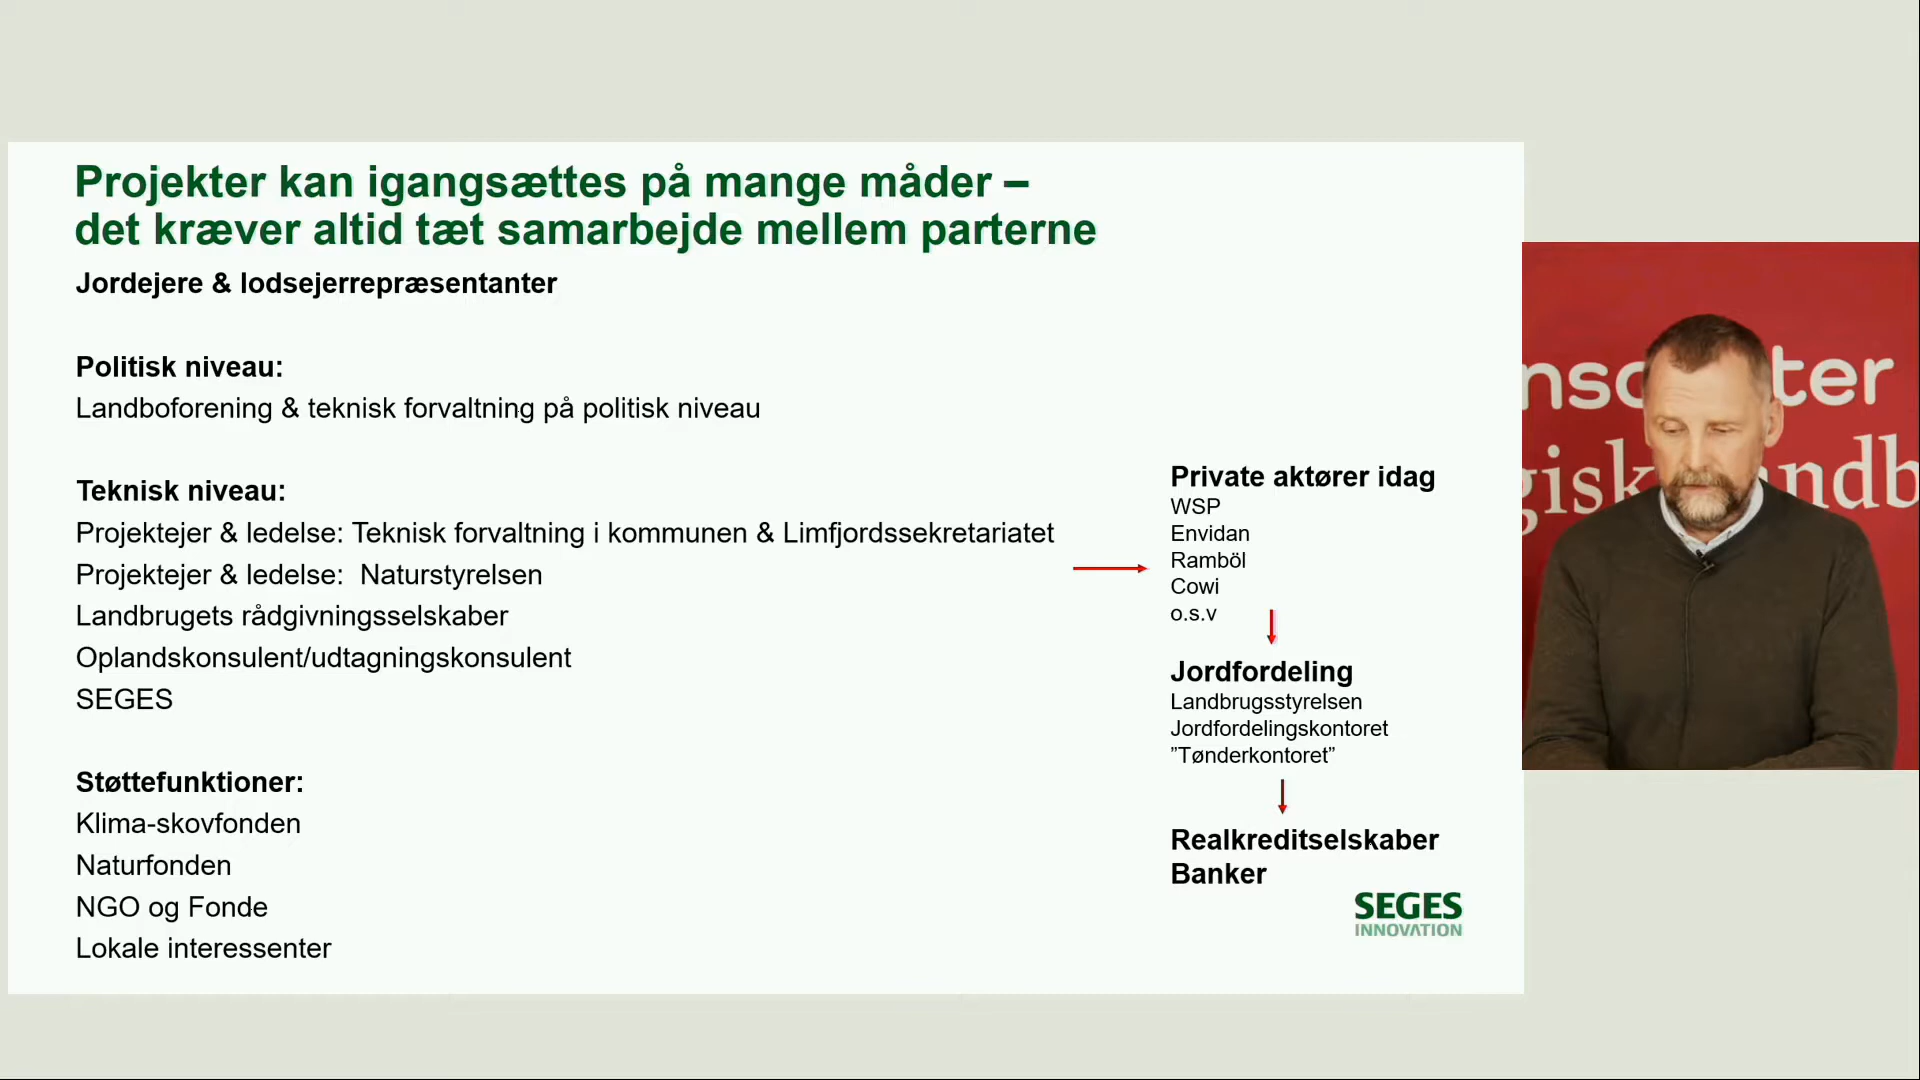 Projekter kan igangsættes på mange måder –
det kræver altid tæt samarbejde mellem parterne
Jordejere & lodsejerrepræsentanter
Politisk niveau:
Landboforening & teknisk forvaltning på politisk niveau
Teknisk niveau:
Projektejer & ledelse: Teknisk forvaltning i kommunen & Limfjordssekretariatet
Projektejer & ledelse:  Naturstyrelsen
Landbrugets rådgivningsselskaber
Oplandskonsulent/udtagningskonsulent
SEGES
Støttefunktioner:
Klima-skovfonden
Naturfonden
NGO og Fonde
Lokale interessenter
Private aktører idag
WSP
Envidan
Ramböl
Cowi
o.s.v
Jordfordeling
Landbrugsstyrelsen
Jordfordelingskontoret
”Tønderkontoret”
Realkreditselskaber
Banker
SEGES
INNOVATION